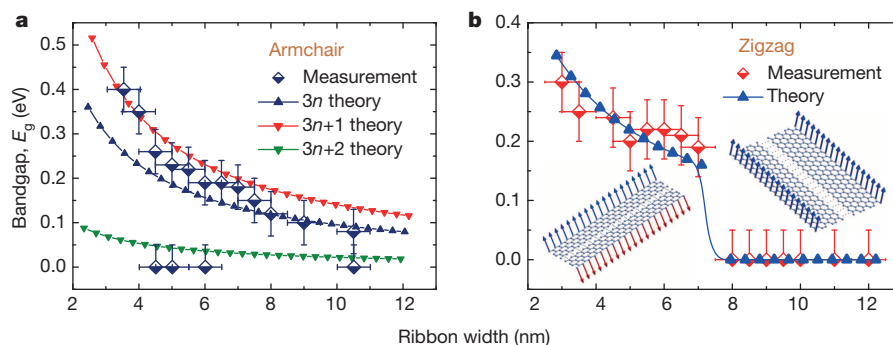 a
Armchair
Measurement
3n theory
3n+1 theory
3n+2 theory
Bandgap, Eg (eV)
0.5
0.4
0.3
0.2
0.1
0.0
2 4 6 8 10 12
b
Zigzag
Measurement
Theory
0.4
0.3
0.2
0.1
0.0
2 4 6 8 10 12
Ribbon width (nm)